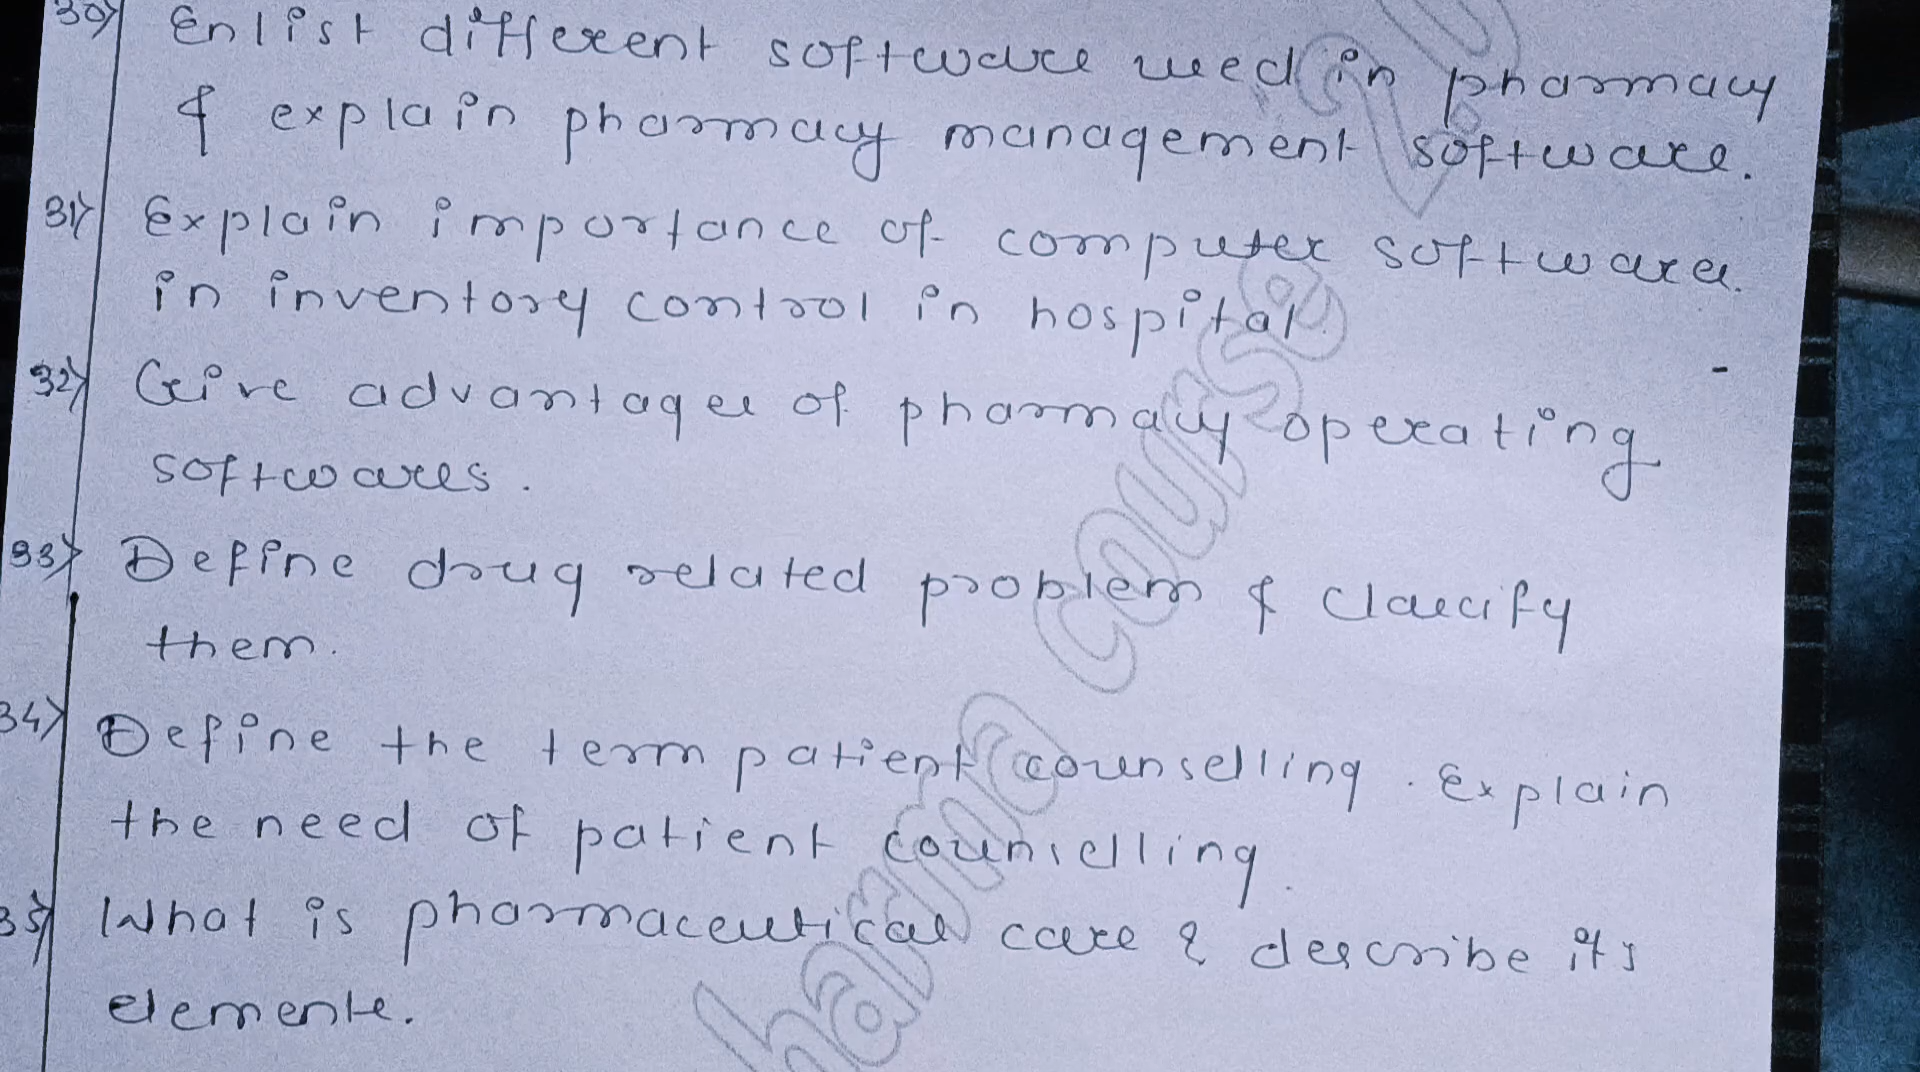 30) Enlist different software used in pharmacy
& explain pharmacy management software.
31) Explain importance of computer softwares
in inventory control in hospital.
32) Give advantages of pharmacy operating
softwares.
33) Define drug related problem & classify
them.
34) Define the term patient counselling. Explain
the need of patient counselling.
35) What is pharmaceutical care & describe its
elements.